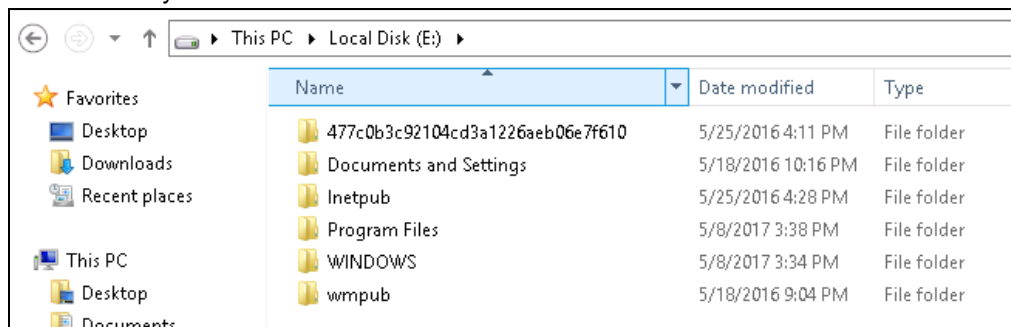 This PC Local Disk (E:)
Name Date modified Type
Favorites
Desktop
Downloads
Recent places
This PC
Desktop
Documents
477c0b3c92104cd3a1226aeb06e7f610 5/25/2016 4:11 PM File folder
Documents and Settings 5/18/2016 10:16 PM File folder
Inetpub 5/25/2016 4:28 PM File folder
Program Files 5/8/2017 3:38 PM File folder
WINDOWS 5/8/2017 3:34 PM File folder
wmpub 5/18/2016 9:04 PM File folder